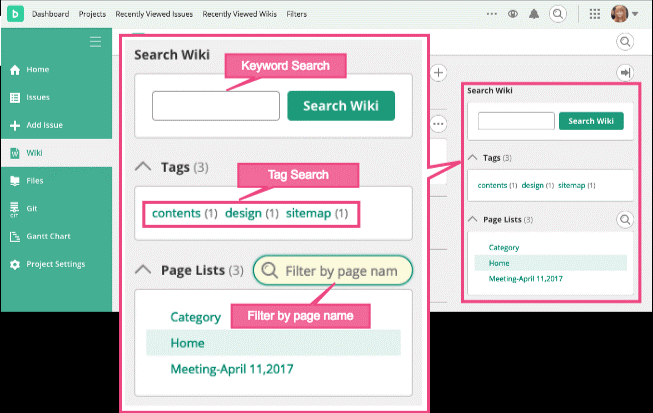 b Dashboard Projects Recently Viewed Issues Recently Viewed Wikis Filters
Home
Issues
Add Issue
Wiki
Files
Git
Gantt Chart
Project Settings
Search Wiki
Keyword Search
Search Wiki
Tags (3)
Tag Search
contents (1) design (1) sitemap (1)
Page Lists (3)
Filter by page nam
Category
Filter by page name
Home
Meeting-April 11,2017
Search Wiki
Search Wiki
Tags (3)
contents (1) design (1) sitemap (1)
Page Lists (3)
Category
Home
Meeting-April 11,2017